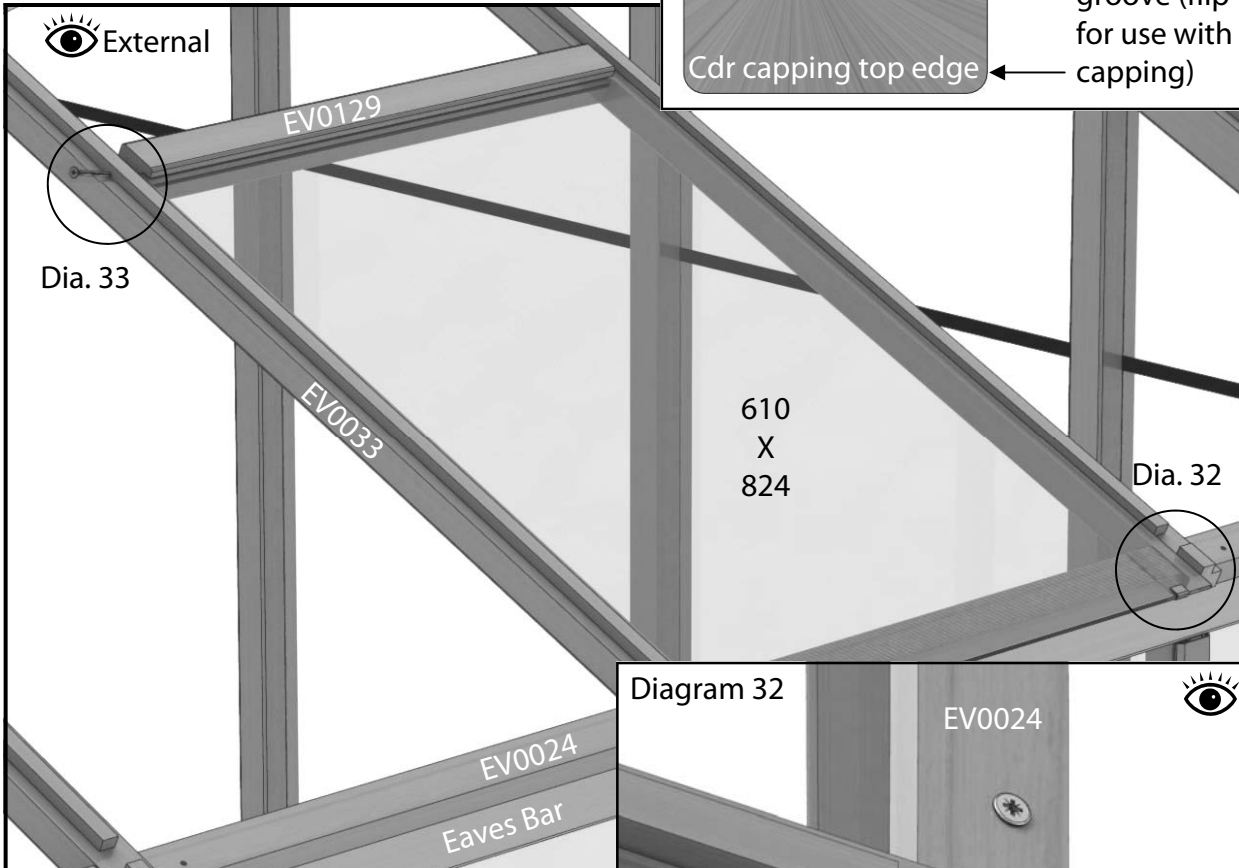 External
groove (flip
for use with
capping)
Cdr capping top edge
EV0129
Dia. 33
EV0033
610
X
824
Dia. 32
EV0024
Eaves Bar
Diagram 32
EV0024